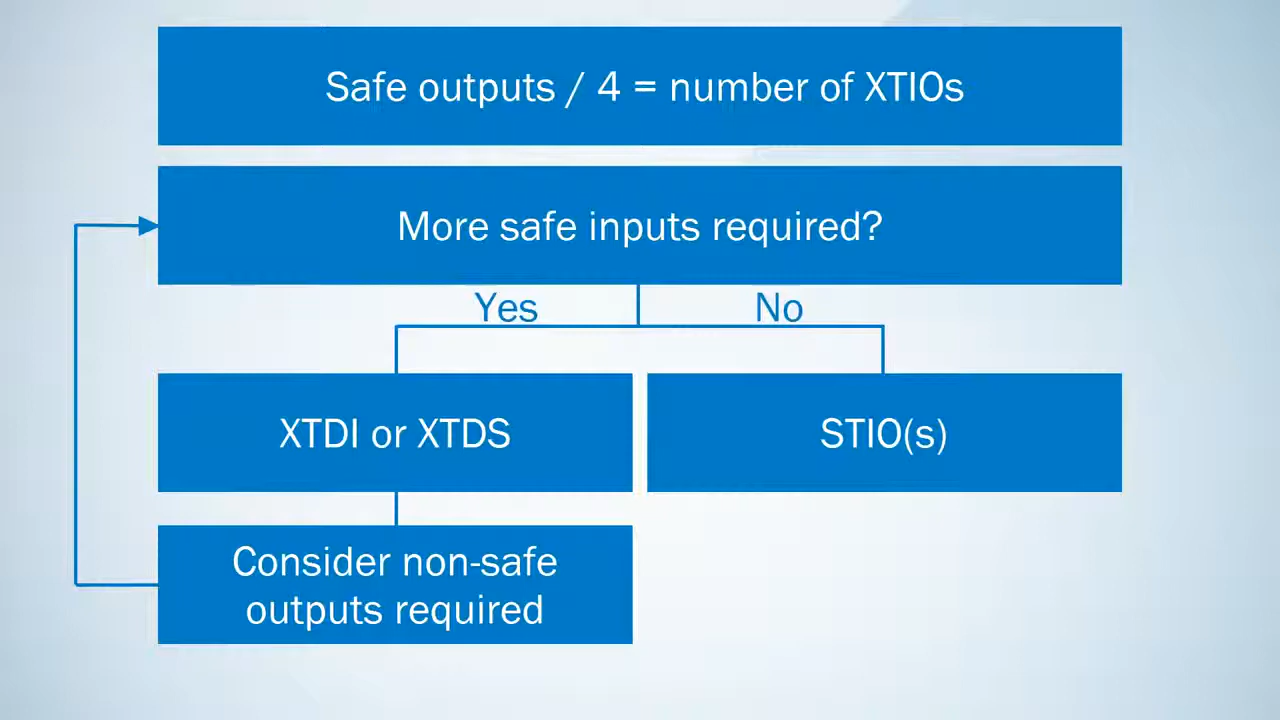 Safe outputs / 4 = number of XTIOs
More safe inputs required?
Yes
No
XTDI or XTDS
STIO(s)
Consider non-safe
outputs required